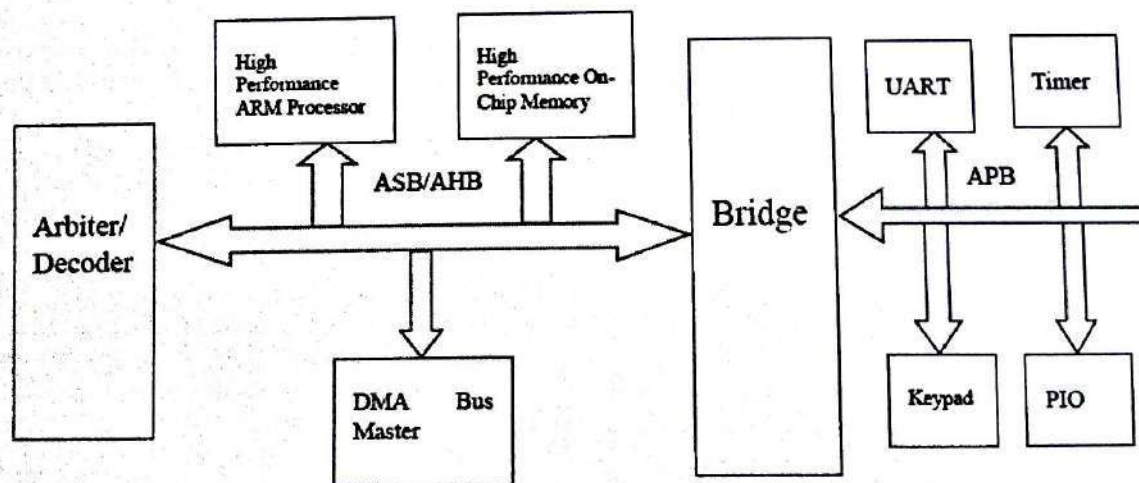 High
Performance
ARM Processor
High
Performance On-
Chip Memory
UART
Timer
ASB/AHB
APB
Arbiter/
Decoder
Bridge
DMA Bus
Master
Keypad
PIO